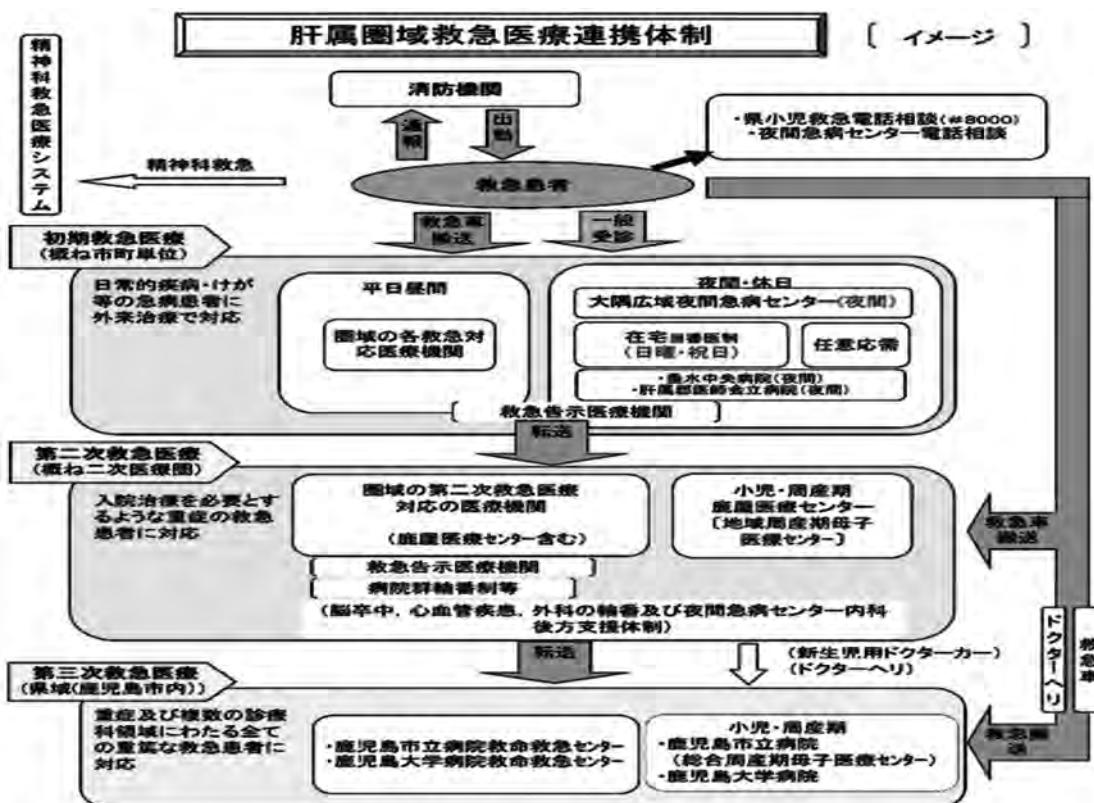 肝属圏域救急医療連携体制
〔 イメージ 〕
精神科救急医療システム
消防機関
通報
出動
・県小児救急電話相談(#8000)
・夜間急病センター電話相談
精神科救急
救急患者
救急車
搬送
一般
受診
初期救急医療
(概ね市町単位)
日常的疾病・けが
等の急病患者に
外来治療で対応
平日昼間
圏域の各救急対
応医療機関
夜間・休日
大隅広域夜間急病センター(夜間)
在宅当番医制
(日曜・祝日)
任意応需
・垂水中央病院(夜間)
・肝属郡医師会立病院(夜間)
救急告示医療機関
転送
第二次救急医療
(概ね二次医療圏)
入院治療を必要とす
るような重症の救急
患者に対応
圏域の第二次救急医療
対応の医療機関
(鹿屋医療センター含む)
小児・周産期
鹿屋医療センター
〔地域周産期母子
医療センター〕
救急告示医療機関
病院群輪番制等
(脳卒中,心血管疾患,外科の輪番及び夜間急病センター内科
後方支援体制)
救急車
搬送
転送
(新生児用ドクターカー)
(ドクターヘリ)
ドクターヘリ
救急車
第三次救急医療
(県域(鹿児島市内))
重症及び複数の診療
科領域にわたる全て
の重篤な救急患者に
対応
・鹿児島市立病院救命救急センター
・鹿児島大学病院救命救急センター
小児・周産期
・鹿児島市立病院
(総合周産期母子医療センター)
・鹿児島大学病院
救急搬
送